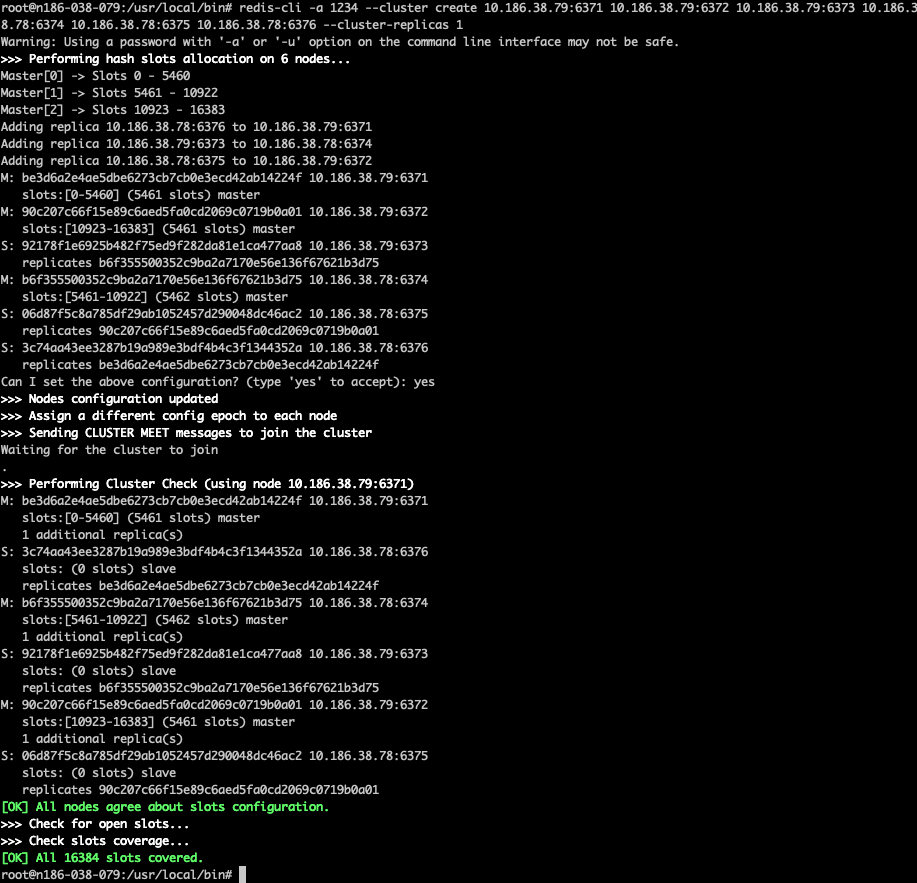 root@n186-038-079:/usr/local/bin# redis-cli -a 1234 --cluster create 10.186.38.79:6371 10.186.38.79:6372 10.186.38.79:6373 10.186.3
8.78:6374 10.186.38.78:6375 10.186.38.78:6376 --cluster-replicas 1
Warning: Using a password with '-a' or '-u' option on the command line interface may not be safe.
>>> Performing hash slots allocation on 6 nodes...
Master[0] -> Slots 0 - 5460
Master[1] -> Slots 5461 - 10922
Master[2] -> Slots 10923 - 16383
Adding replica 10.186.38.78:6376 to 10.186.38.79:6371
Adding replica 10.186.38.79:6373 to 10.186.38.78:6374
Adding replica 10.186.38.78:6375 to 10.186.38.79:6372
M: be3d6a2e4ae5dbe6273cb7cb0e3ecd42ab14224f 10.186.38.79:6371
   slots:[0-5460] (5461 slots) master
M: 90c207c66f15e89c6aed5fa0cd2069c0719b0a01 10.186.38.79:6372
   slots:[10923-16383] (5461 slots) master
S: 92178f1e6925b482f75ed9f282da81e1ca477aa8 10.186.38.79:6373
   replicates b6f355500352c9ba2a7170e56e136f67621b3d75
M: b6f355500352c9ba2a7170e56e136f67621b3d75 10.186.38.78:6374
   slots:[5461-10922] (5462 slots) master
S: 06d87f5c8a785df29ab1052457d290048dc46ac2 10.186.38.78:6375
   replicates 90c207c66f15e89c6aed5fa0cd2069c0719b0a01
S: 3c74aa43ee3287b19a989e3bdf4b4c3f1344352a 10.186.38.78:6376
   replicates be3d6a2e4ae5dbe6273cb7cb0e3ecd42ab14224f
Can I set the above configuration? (type 'yes' to accept): yes
>>> Nodes configuration updated
>>> Assign a different config epoch to each node
>>> Sending CLUSTER MEET messages to join the cluster
Waiting for the cluster to join
.
>>> Performing Cluster Check (using node 10.186.38.79:6371)
M: be3d6a2e4ae5dbe6273cb7cb0e3ecd42ab14224f 10.186.38.79:6371
   slots:[0-5460] (5461 slots) master
   1 additional replica(s)
S: 3c74aa43ee3287b19a989e3bdf4b4c3f1344352a 10.186.38.78:6376
   slots: (0 slots) slave
   replicates be3d6a2e4ae5dbe6273cb7cb0e3ecd42ab14224f
M: b6f355500352c9ba2a7170e56e136f67621b3d75 10.186.38.78:6374
   slots:[5461-10922] (5462 slots) master
   1 additional replica(s)
S: 92178f1e6925b482f75ed9f282da81e1ca477aa8 10.186.38.79:6373
   slots: (0 slots) slave
   replicates b6f355500352c9ba2a7170e56e136f67621b3d75
M: 90c207c66f15e89c6aed5fa0cd2069c0719b0a01 10.186.38.79:6372
   slots:[10923-16383] (5461 slots) master
   1 additional replica(s)
S: 06d87f5c8a785df29ab1052457d290048dc46ac2 10.186.38.78:6375
   slots: (0 slots) slave
   replicates 90c207c66f15e89c6aed5fa0cd2069c0719b0a01
[OK] All nodes agree about slots configuration.
>>> Check for open slots...
>>> Check slots coverage...
[OK] All 16384 slots covered.
root@n186-038-079:/usr/local/bin#